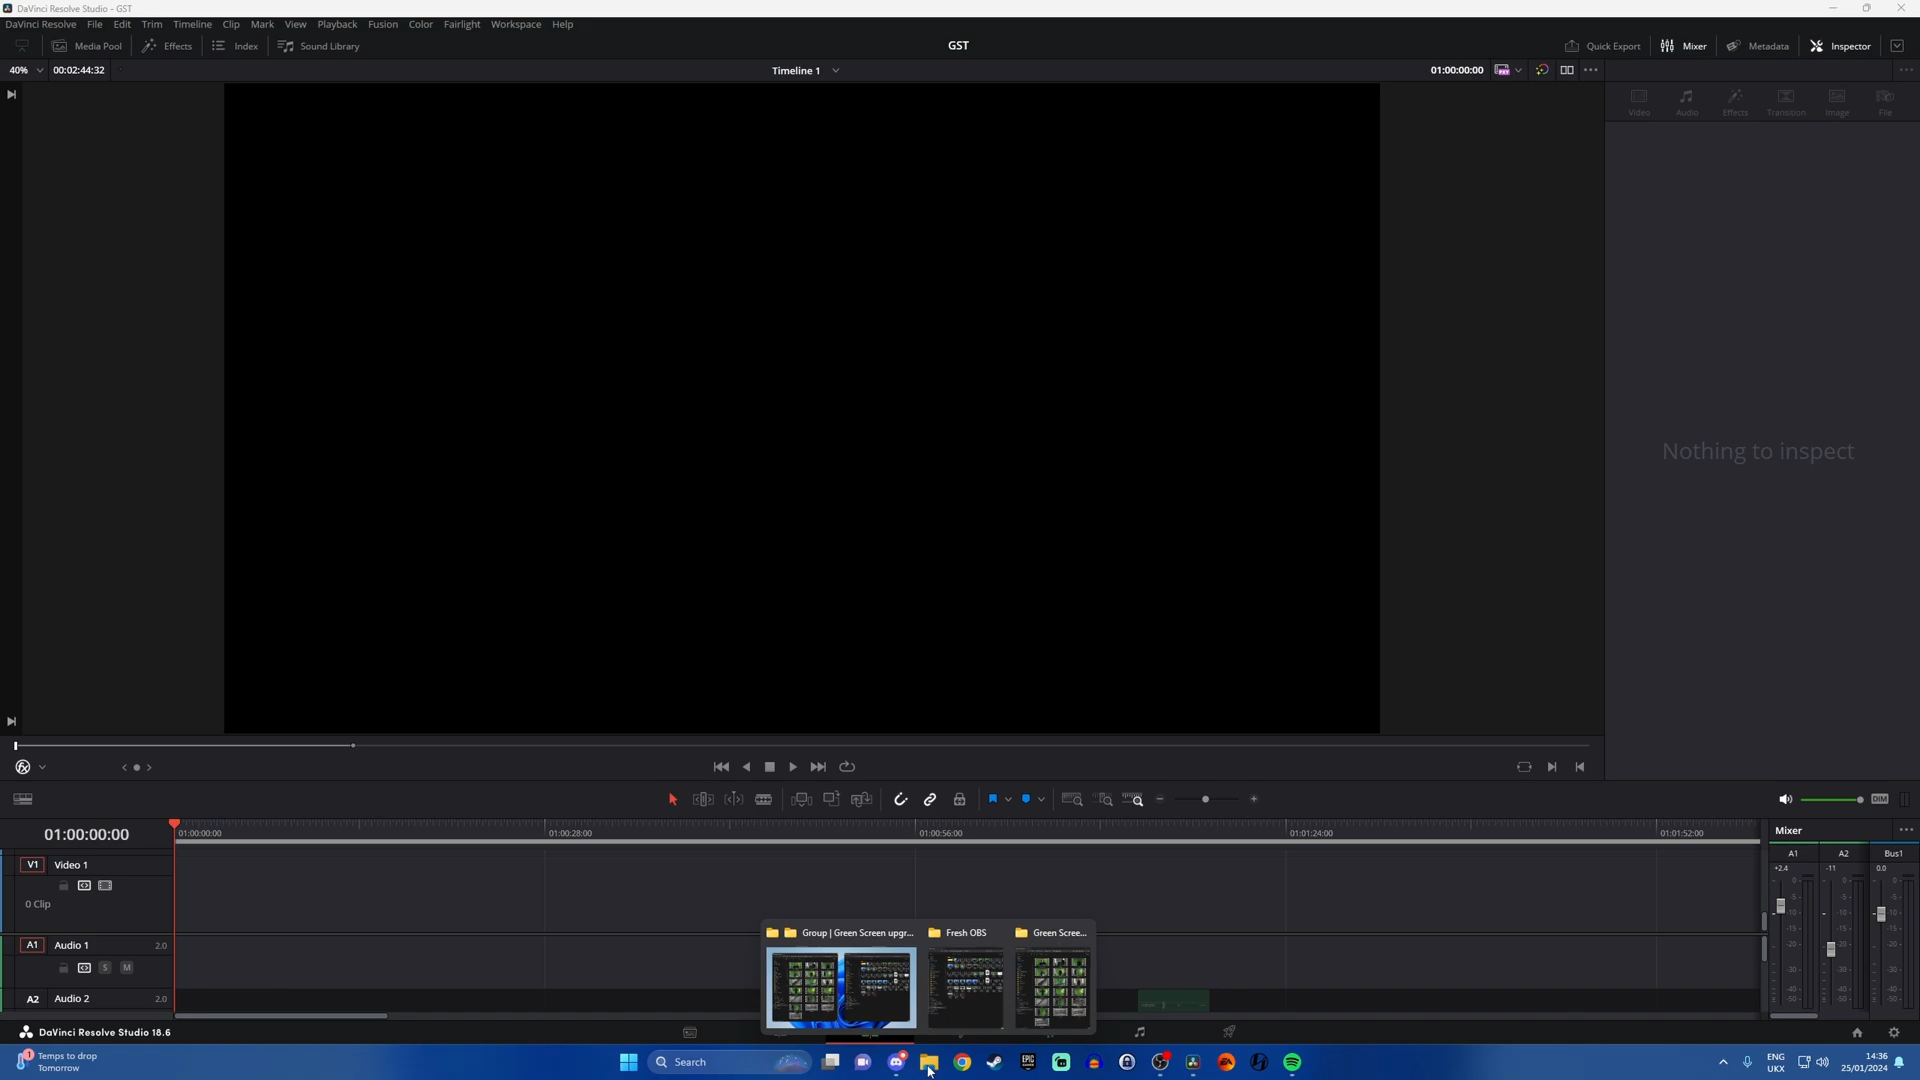 DaVinci Resolve Studio - GST
DaVinci Resolve File Edit Trim Timeline Clip Mark View Playback Fusion Color Fairlight Workspace Help
Media Pool Effects Index Sound Library GST Quick Export Mixer Metadata Inspector
40% 00:02:44:32 Timeline 1 01:00:00:00
Video Audio Effects Transition Image File
Nothing to inspect
DIM
01:00:00:00 01:00:00:00 01:00:28:00 01:00:56:00 01:01:24:00 01:01:52:00 Mixer
V1 Video 1 A1 A2 Bus1
+2.4 -11 0.0
0 Clip
Group | Green Screen upgr... Fresh OBS Green Scree...
A1 Audio 1 2.0
S M
A2 Audio 2 2.0
DaVinci Resolve Studio 18.6
Temps to drop
Tomorrow
Search
ENG
UKX
14:36
25/01/2024